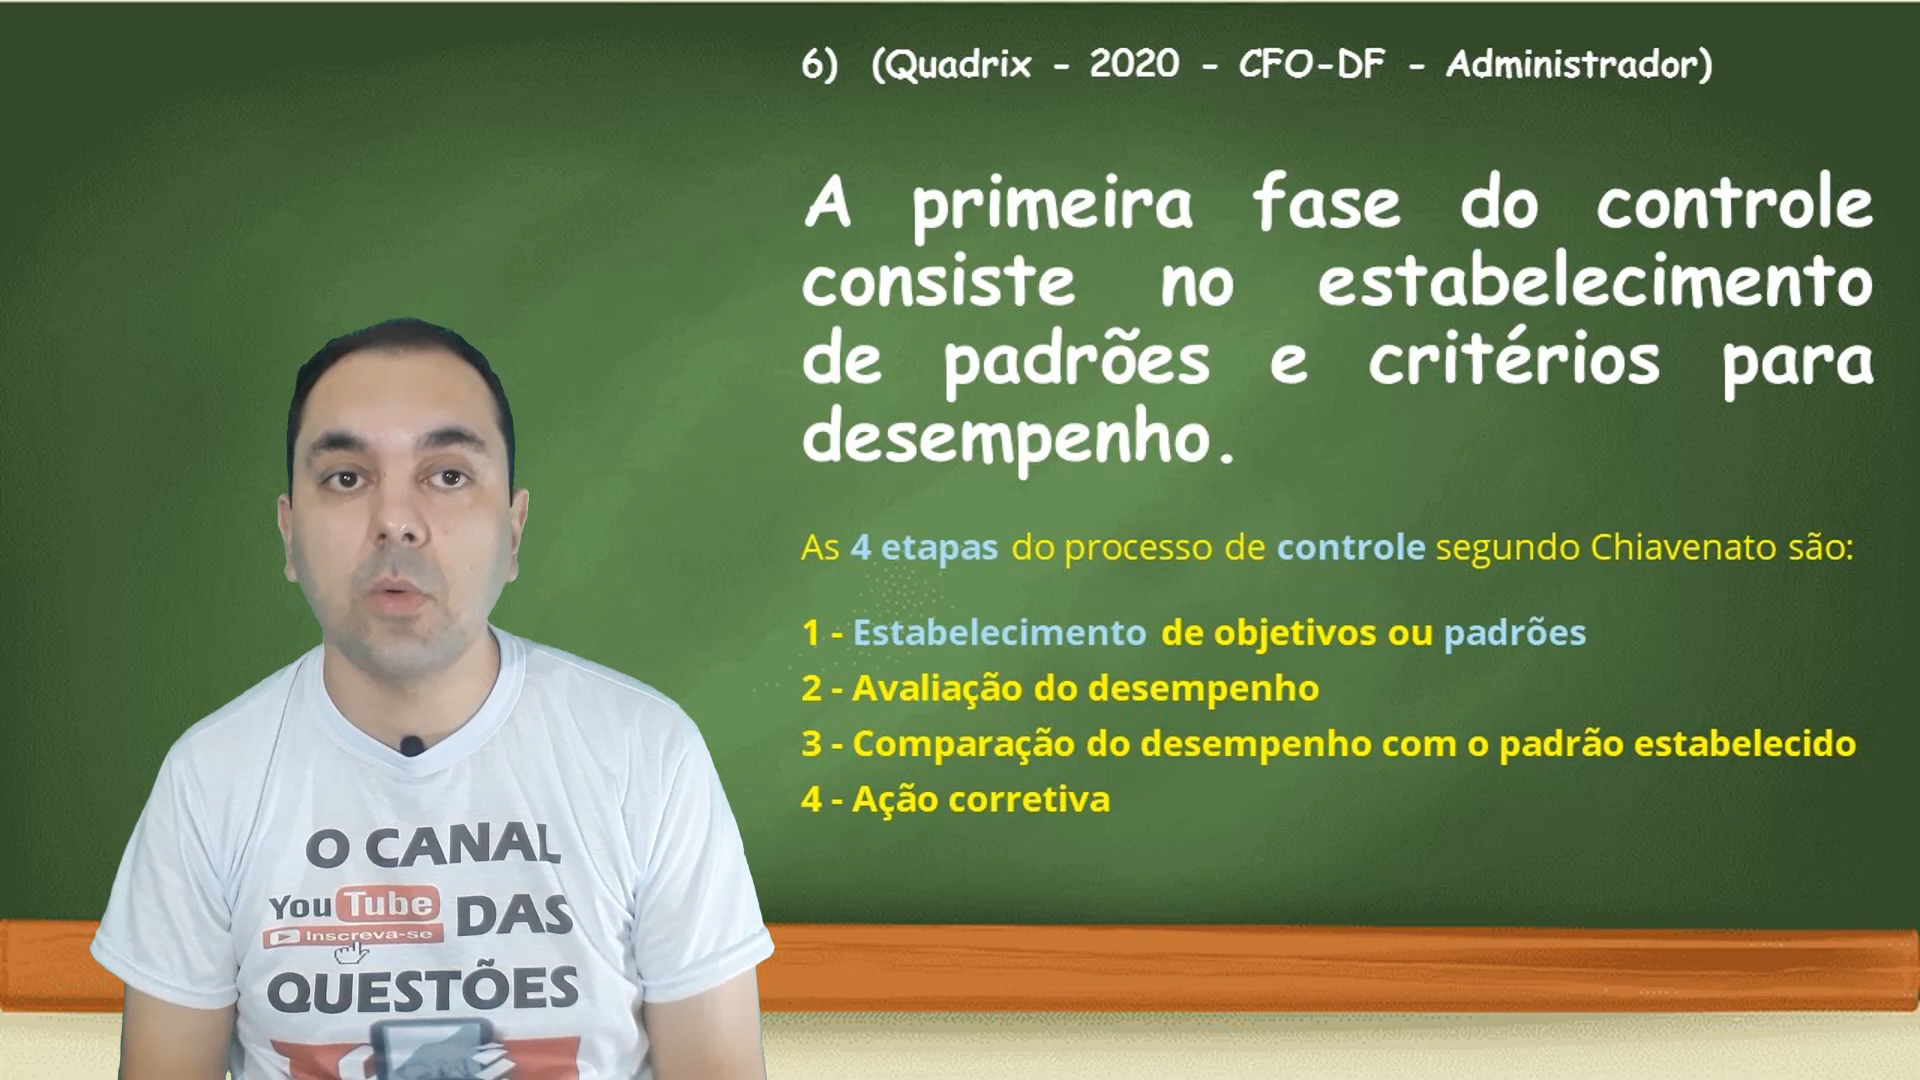 6) (Quadrix - 2020 - CFO-DF - Administrador)
A primeira fase do controle
consiste no estabelecimento
de padrões e critérios para
desempenho.
As 4 etapas do processo de controle segundo Chiavenato são:
1 - Estabelecimento de objetivos ou padrões
2 - Avaliação do desempenho
3 - Comparação do desempenho com o padrão estabelecido
4 - Ação corretiva
O CANAL
YouTube DAS
Inscreva-se
QUESTÕES